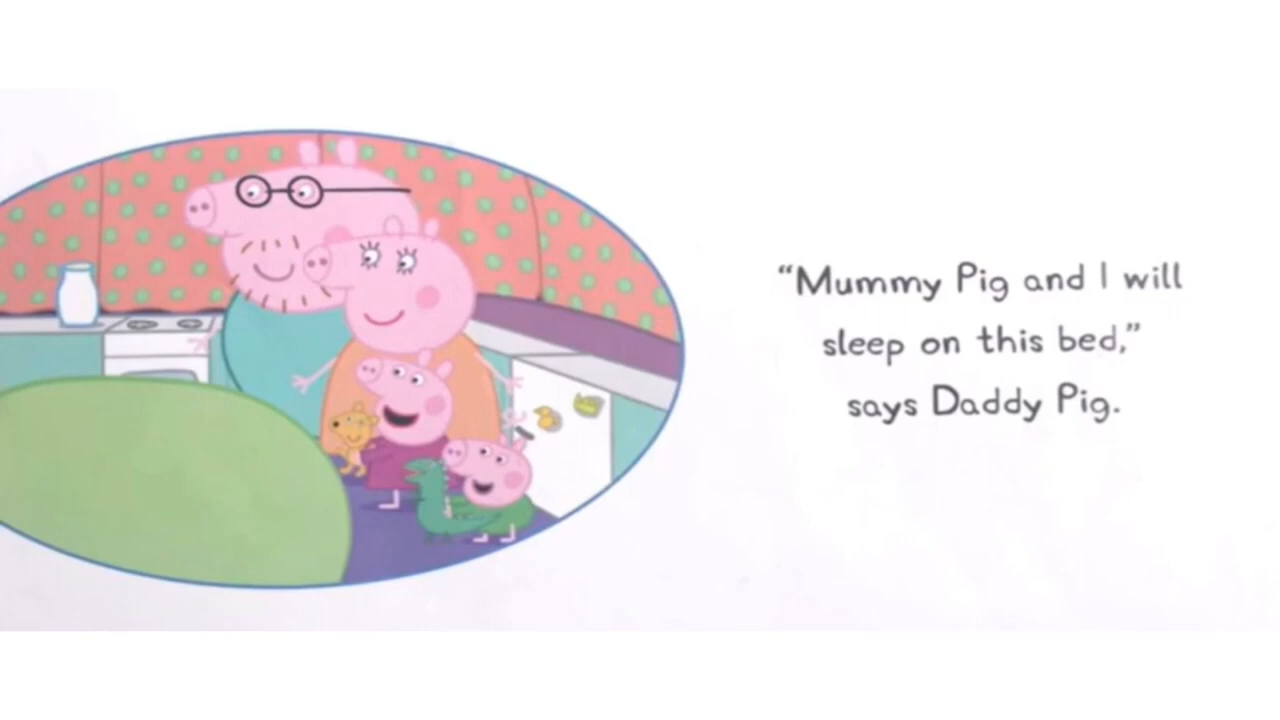 “Mummy Pig and I will
sleep on this bed,”
says Daddy Pig.